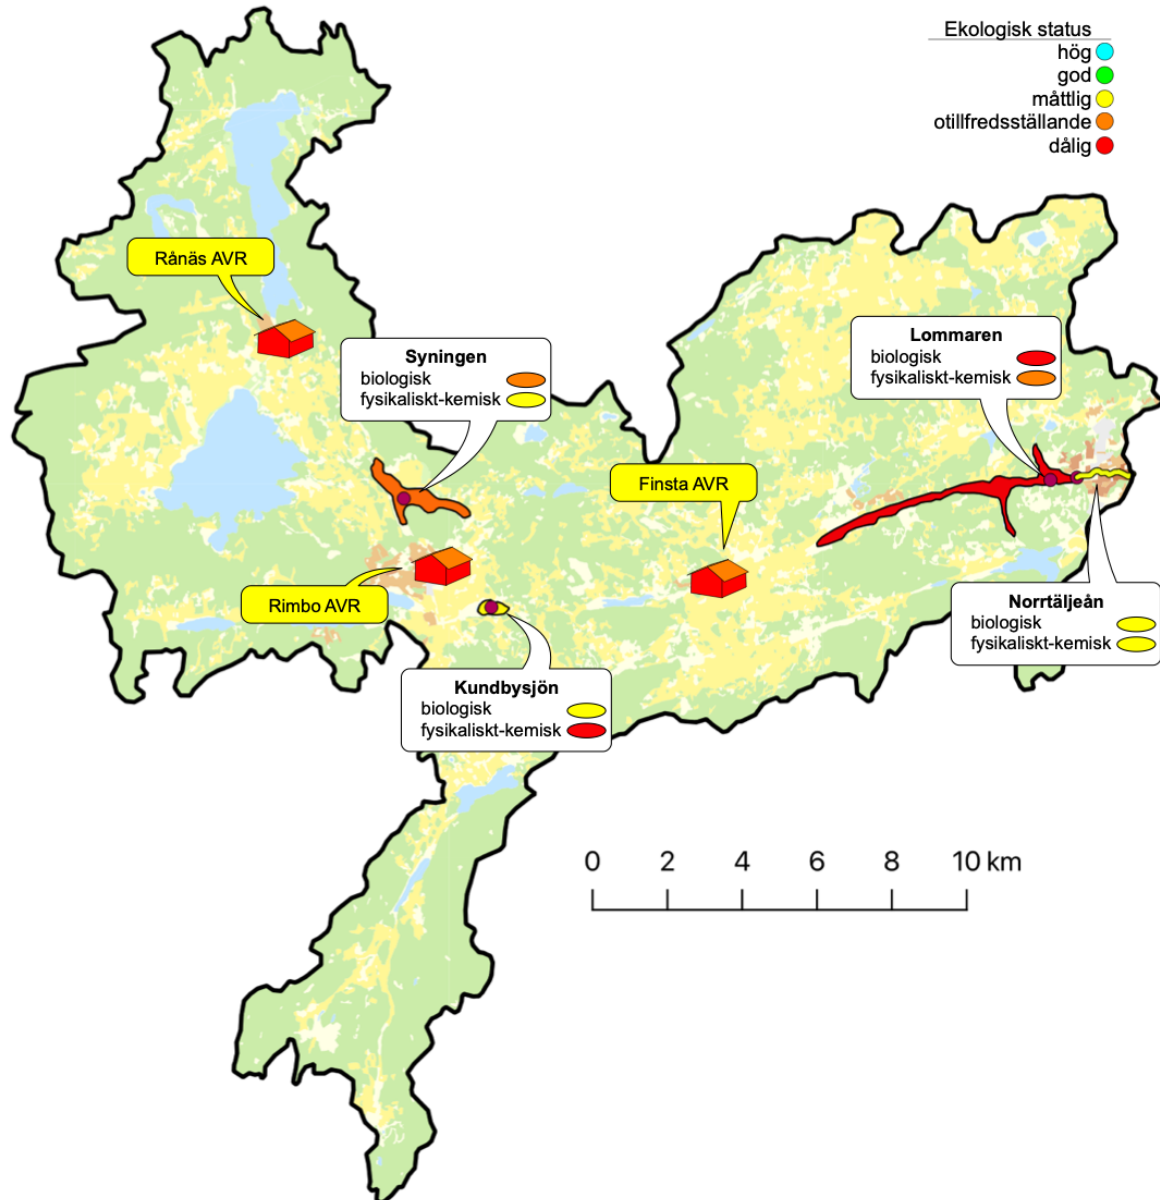 Ekologisk status
hög
god
måttlig
otillfredsställande
dålig
Rånäs AVR
Syningen
biologisk
fysikaliskt-kemisk
Lommaren
biologisk
fysikaliskt-kemisk
Finsta AVR
Rimbo AVR
Norrtäljeån
biologisk
fysikaliskt-kemisk
Kundbysjön
biologisk
fysikaliskt-kemisk
0 2 4 6 8 10 km